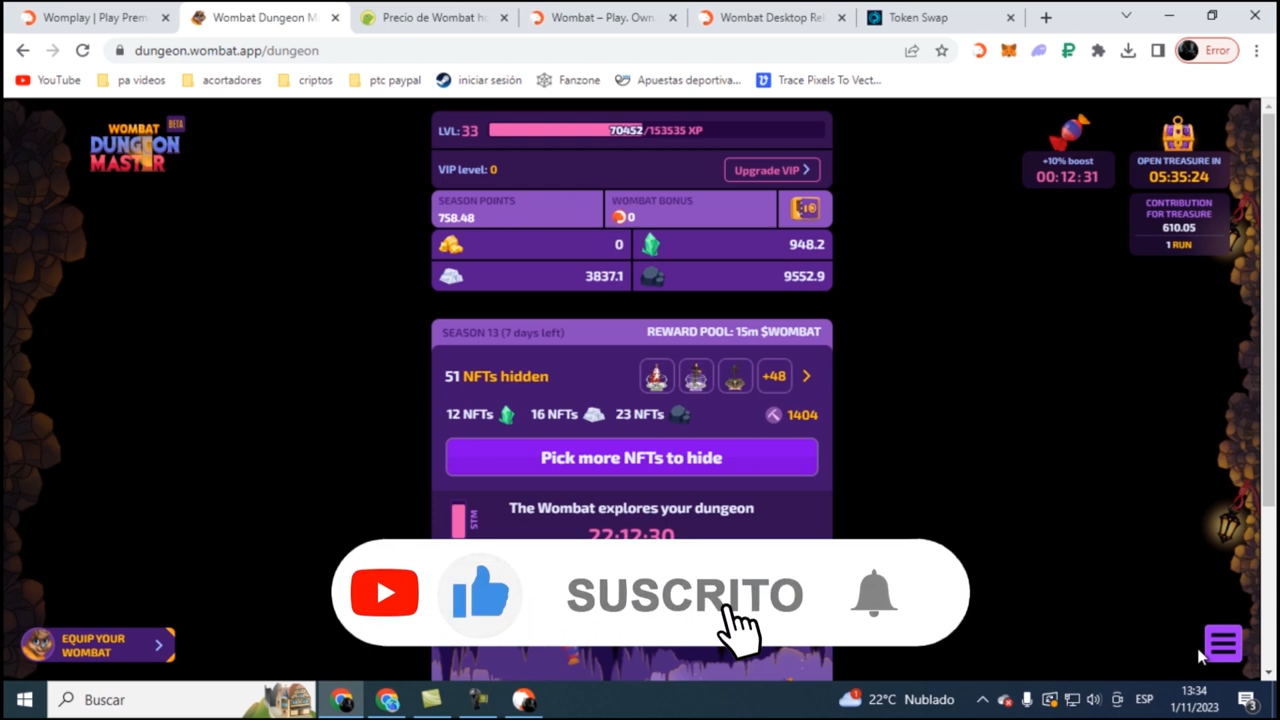 Womplay | Play Prem
Wombat Dungeon M
Precio de Wombat ho
Wombat – Play. Own.
Wombat Desktop Rel
Token Swap
dungeon.wombat.app/dungeon
Error
YouTube
pa videos
acortadores
criptos
ptc paypal
iniciar sesión
Fanzone
Apuestas deportiva...
Trace Pixels To Vect...
WOMBAT
BETA
DUNGEON
MASTER
LVL: 33
70452/153535 XP
VIP level: 0
Upgrade VIP
SEASON POINTS
758.48
WOMBAT BONUS
0
0
948.2
3837.1
9552.9
+10% boost
00:12:31
OPEN TREASURE IN
05:35:24
CONTRIBUTION
FOR TREASURE
610.05
1 RUN
SEASON 13 (7 days left)
REWARD POOL: 15m $WOMBAT
51 NFTs hidden
+48
12 NFTs
16 NFTs
23 NFTs
1404
Pick more NFTs to hide
STM
The Wombat explores your dungeon
22:12:30
SUSCRITO
EQUIP YOUR
WOMBAT
Buscar
22°C Nublado
ESP
13:34
1/11/2023
3